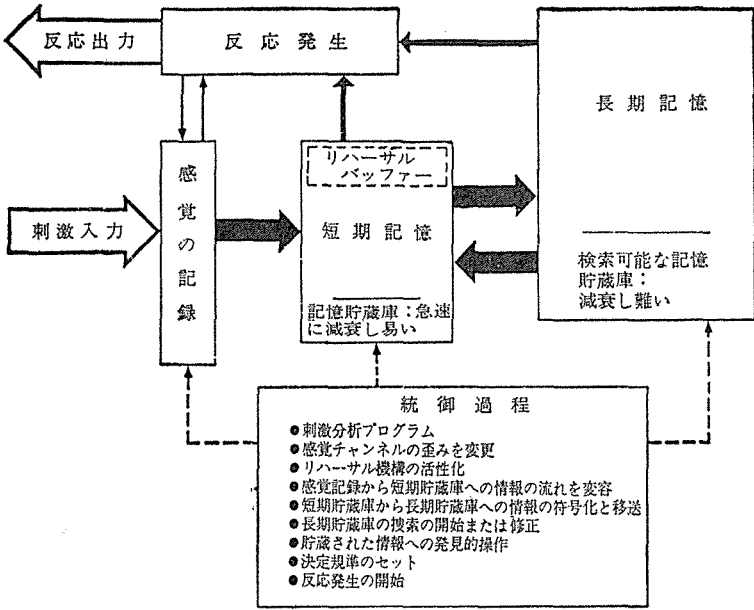 反応出力
反応発生
長期記憶
リハーサル
バッファー
感覚の記録
刺激入力
短期記憶
検索可能な記憶
貯蔵庫：
減衰し難い
記憶貯蔵庫：急速
に減衰し易い
統御過程
●刺激分析プログラム
●感覚チャンネルの歪みを変更
●リハーサル機構の活性化
●感覚記録から短期貯蔵庫への情報の流れを変容
●短期貯蔵庫から長期貯蔵庫への情報の符号化と移送
●長期貯蔵庫の捜索の開始または修正
●貯蔵された情報への発見的操作
●決定規準のセット
●反応発生の開始